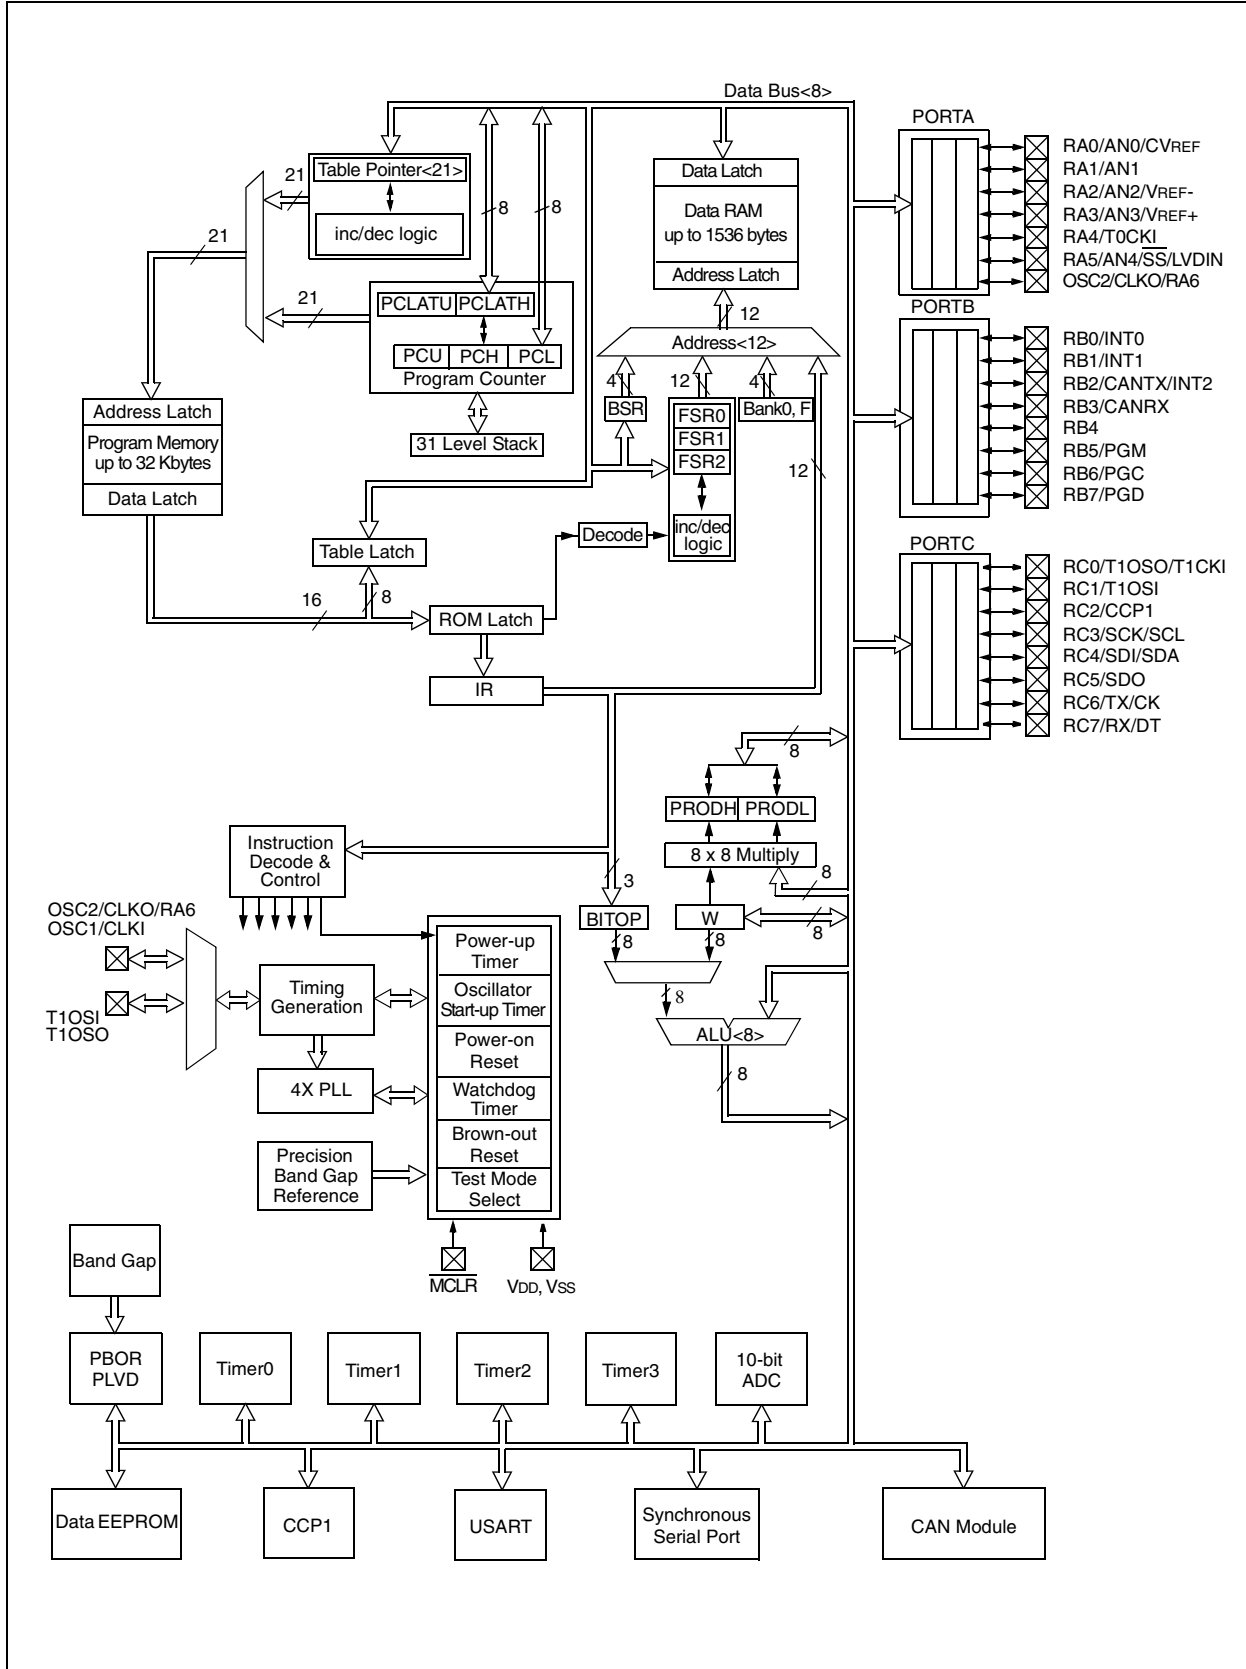 Data Bus<8>
PORTA
RA0/AN0/CVREF
RA1/AN1
RA2/AN2/VREF-
RA3/AN3/VREF+
RA4/T0CKI
RA5/AN4/SS/LVDIN
OSC2/CLKO/RA6
Table Pointer<21>
21
inc/dec logic
21
8
8
Data Latch
Data RAM
up to 1536 bytes
Address Latch
21
PCLATU PCLATH
12
Address<12>
PCU PCH PCL
Program Counter
4
12
4
BSR
Bank0, F
FSR0
FSR1
FSR2
inc/dec
logic
12
31 Level Stack
PORTB
RB0/INT0
RB1/INT1
RB2/CANTX/INT2
RB3/CANRX
RB4
RB5/PGM
RB6/PGC
RB7/PGD
Address Latch
Program Memory
up to 32 Kbytes
Data Latch
Table Latch
Decode
16
8
ROM Latch
IR
PORTC
RC0/T1OSO/T1CKI
RC1/T1OSI
RC2/CCP1
RC3/SCK/SCL
RC4/SDI/SDA
RC5/SDO
RC6/TX/CK
RC7/RX/DT
8
PRODH PRODL
8 x 8 Multiply
8
Instruction
Decode &
Control
3
BITOP
W
8
8
8
8
ALU<8>
8
OSC2/CLKO/RA6
OSC1/CLKI
T1OSI
T1OSO
Timing
Generation
4X PLL
Precision
Band Gap
Reference
Power-up
Timer
Oscillator
Start-up Timer
Power-on
Reset
Watchdog
Timer
Brown-out
Reset
Test Mode
Select
MCLR
VDD, VSS
Band Gap
PBOR
PLVD
Timer0
Timer1
Timer2
Timer3
10-bit
ADC
Data EEPROM
CCP1
USART
Synchronous
Serial Port
CAN Module